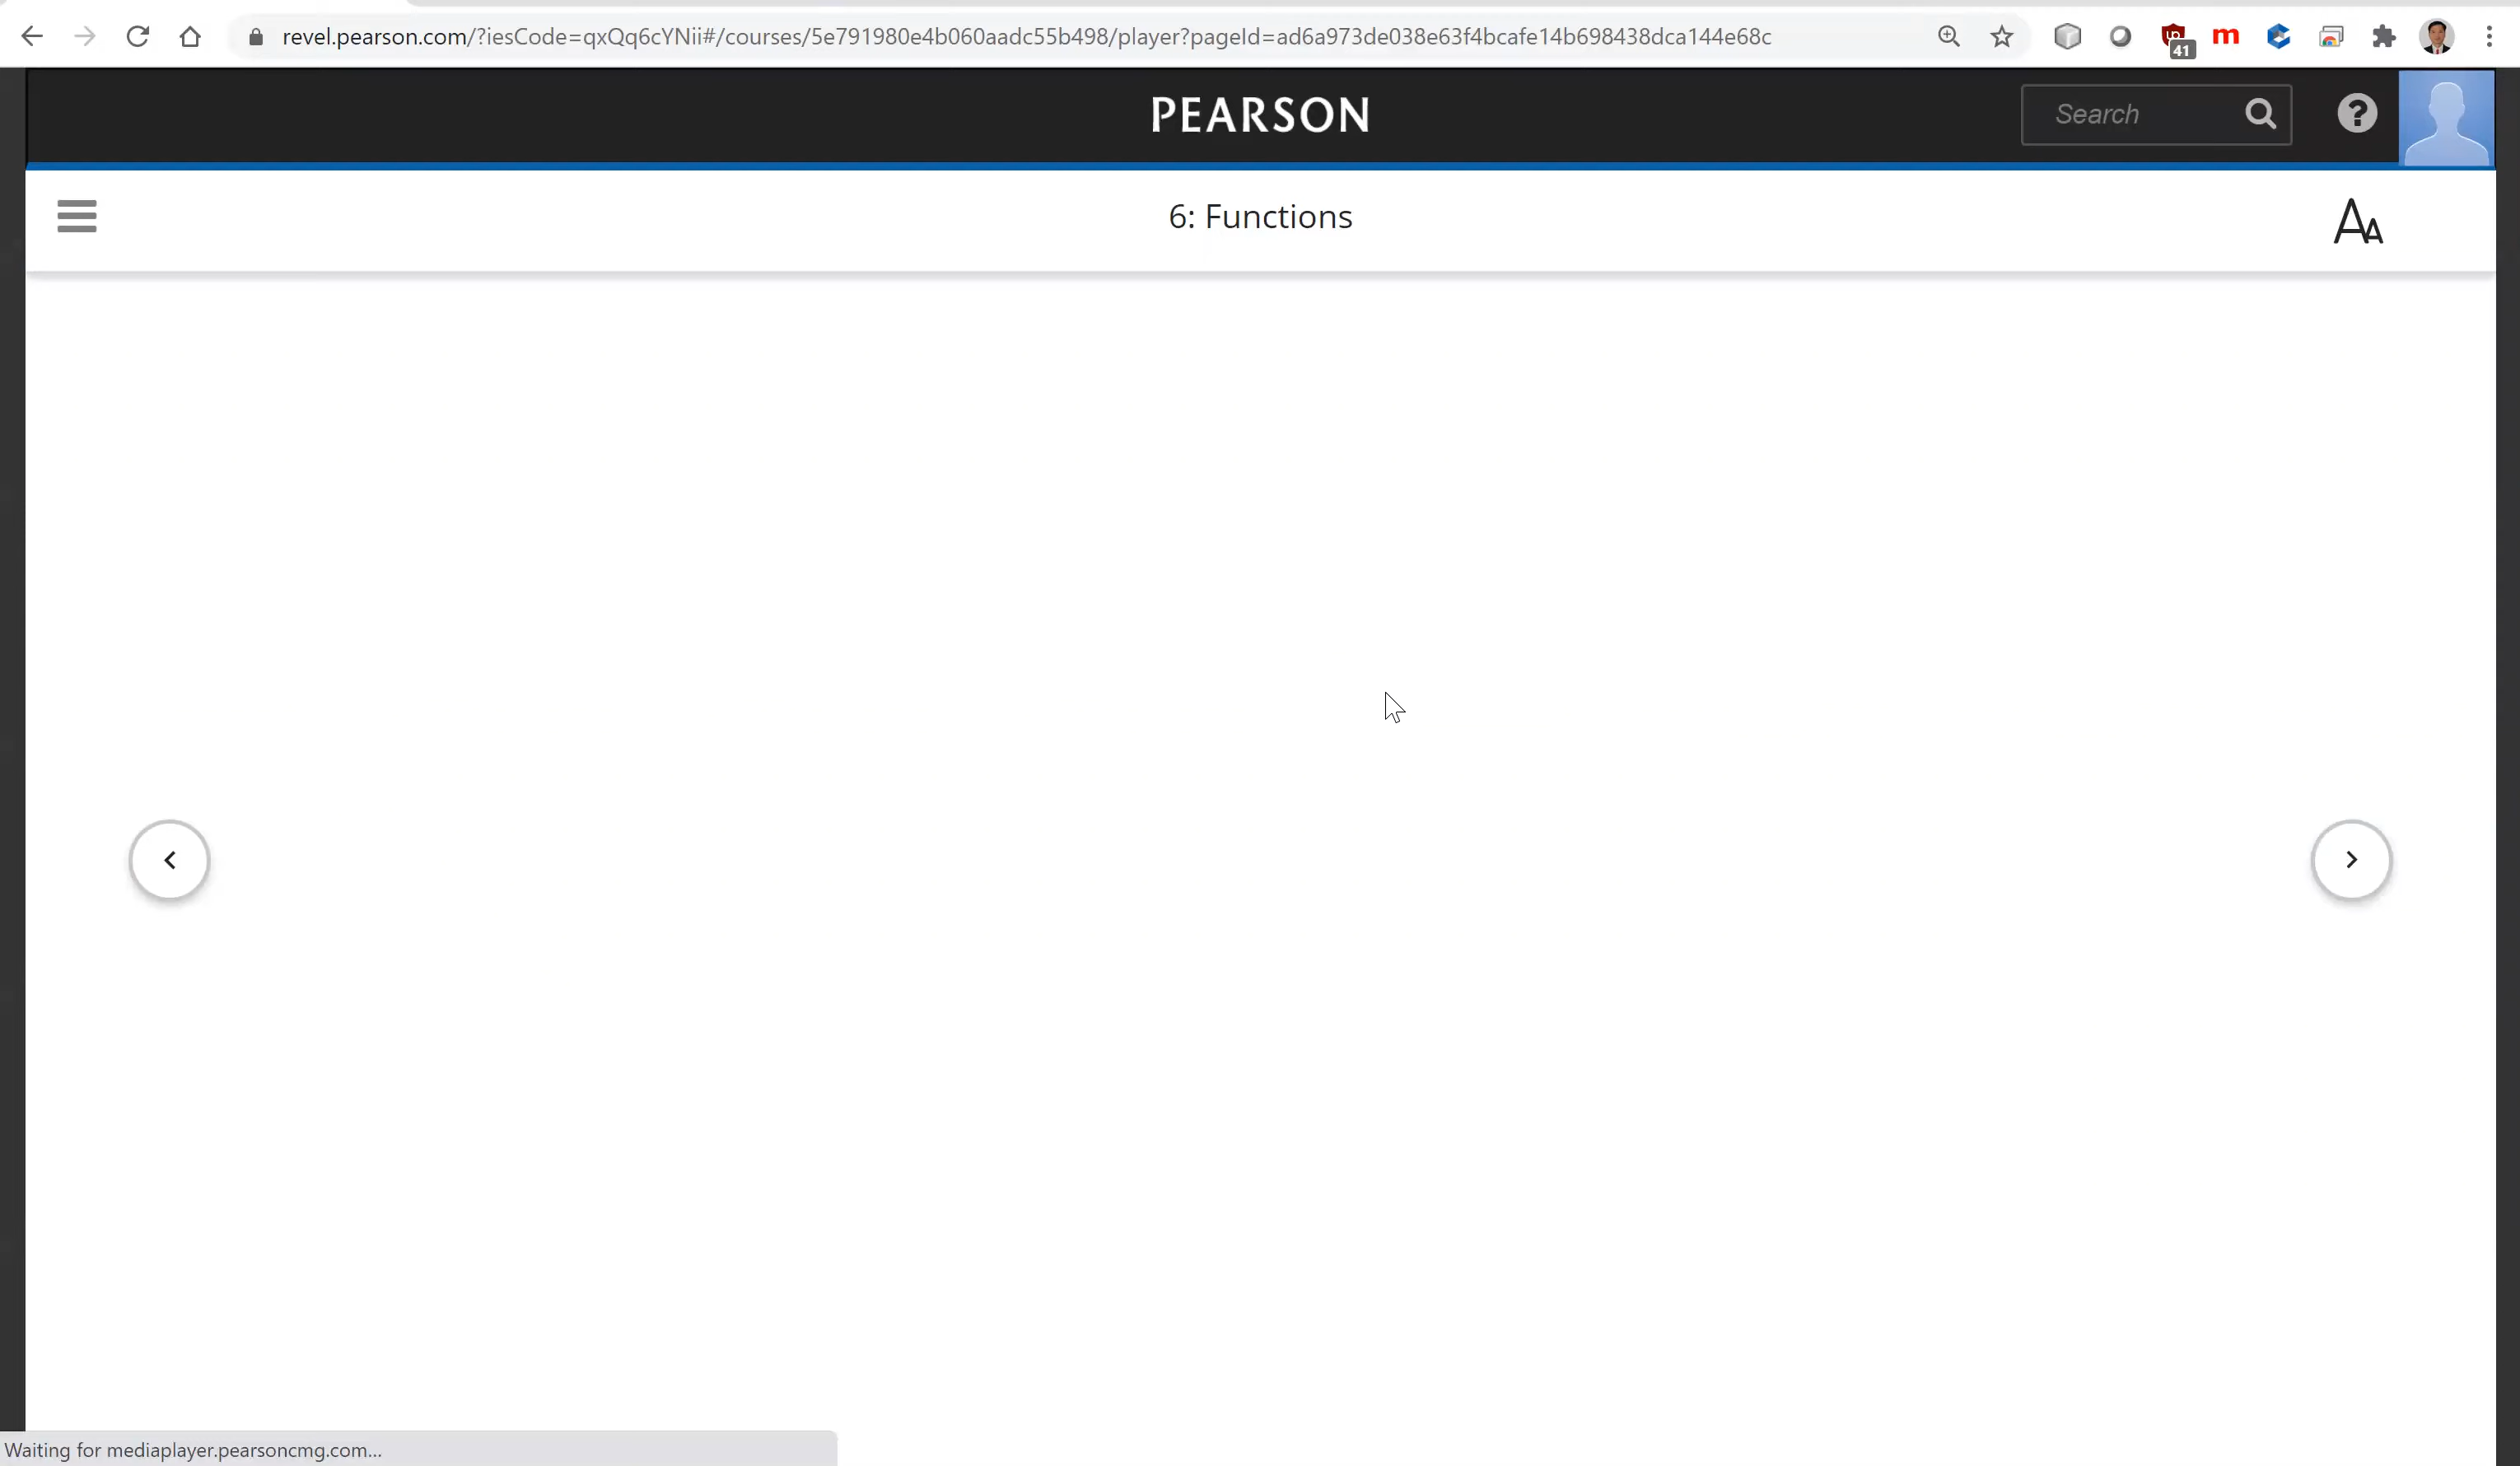 revel.pearson.com/?iesCode=qxQq6cYNii#/courses/5e791980e4b060aadc55b498/player?pageId=ad6a973de038e63f4bcafe14b698438dca144e68c
41
m
PEARSON
Search
?
6: Functions
AA
Waiting for mediaplayer.pearsoncmg.com...